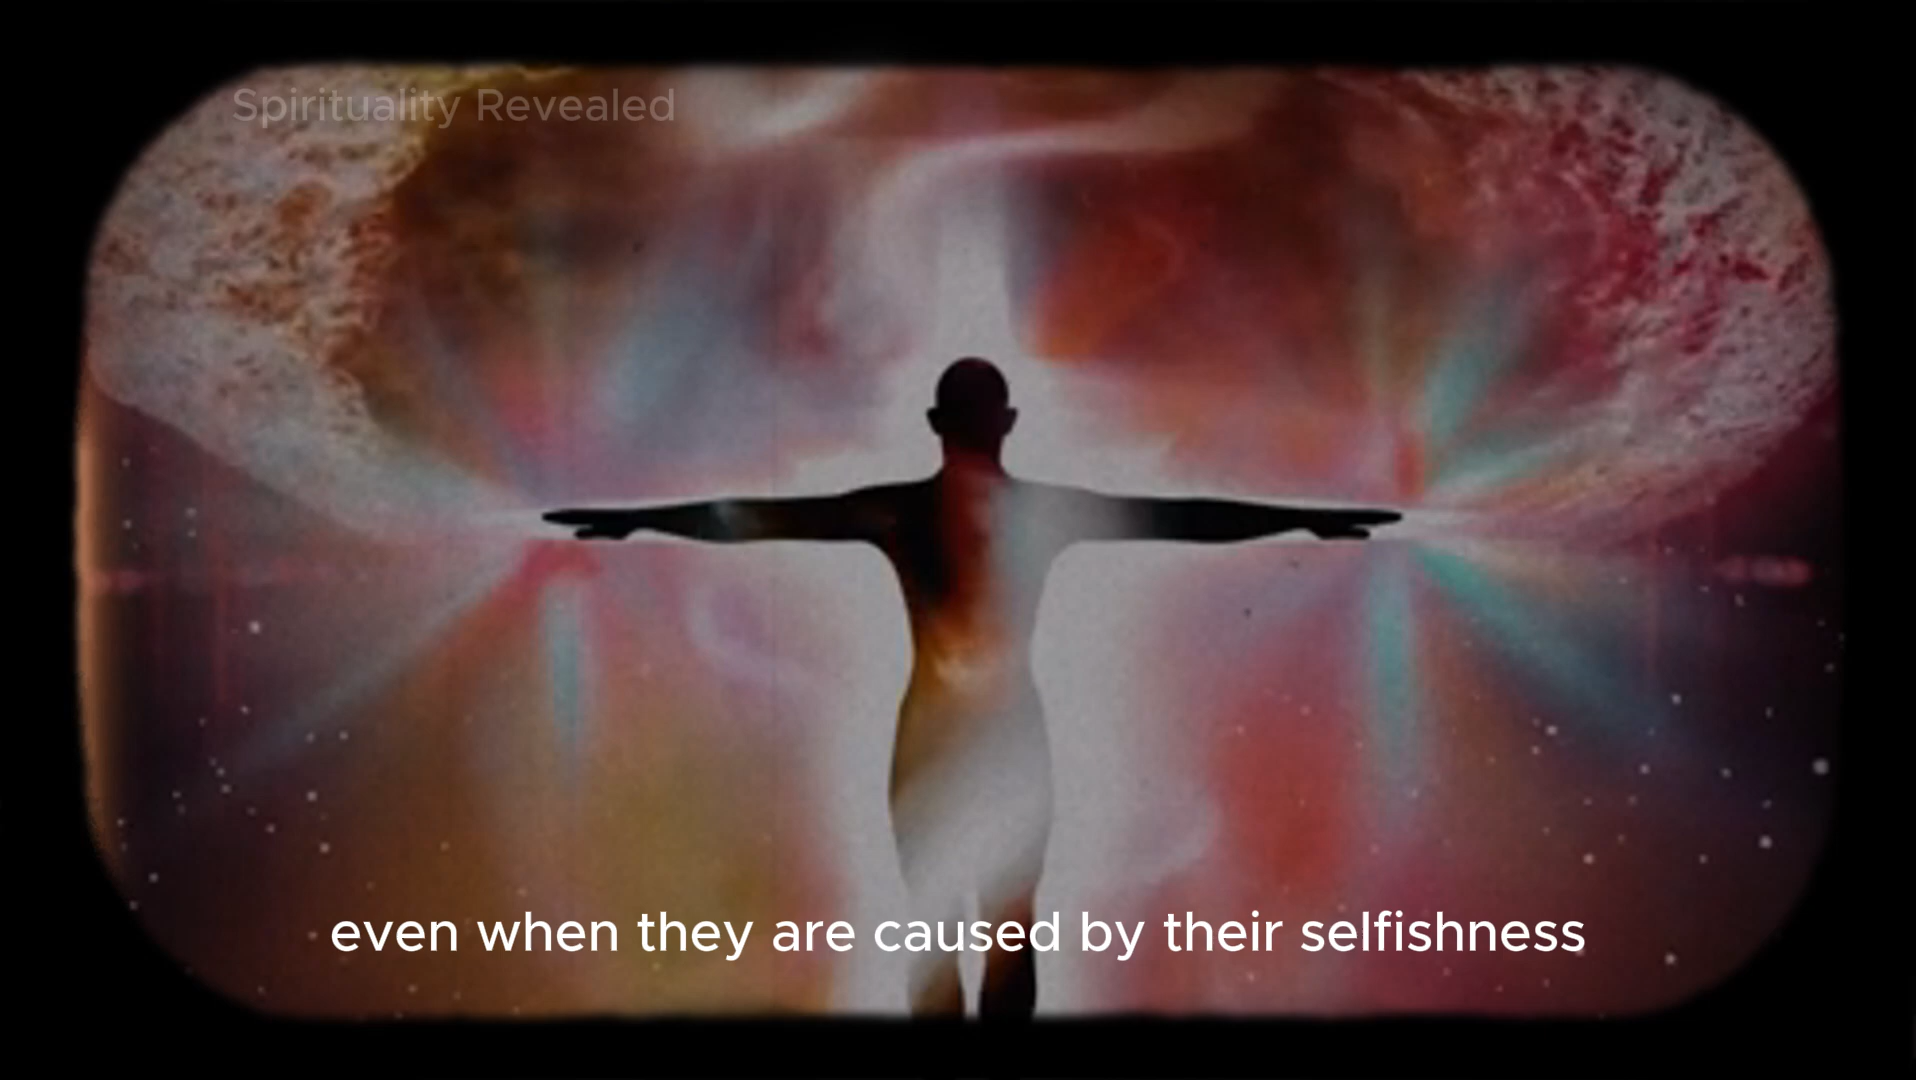 Spirituality Revealed
even when they are caused by their selfishness